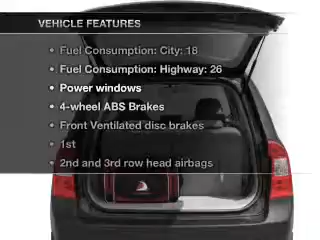 VEHICLE FEATURES
• Fuel Consumption: City: 18
• Fuel Consumption: Highway: 26
• Power windows
• 4-wheel ABS Brakes
• Front Ventilated disc brakes
• 1st
• 2nd and 3rd row head airbags